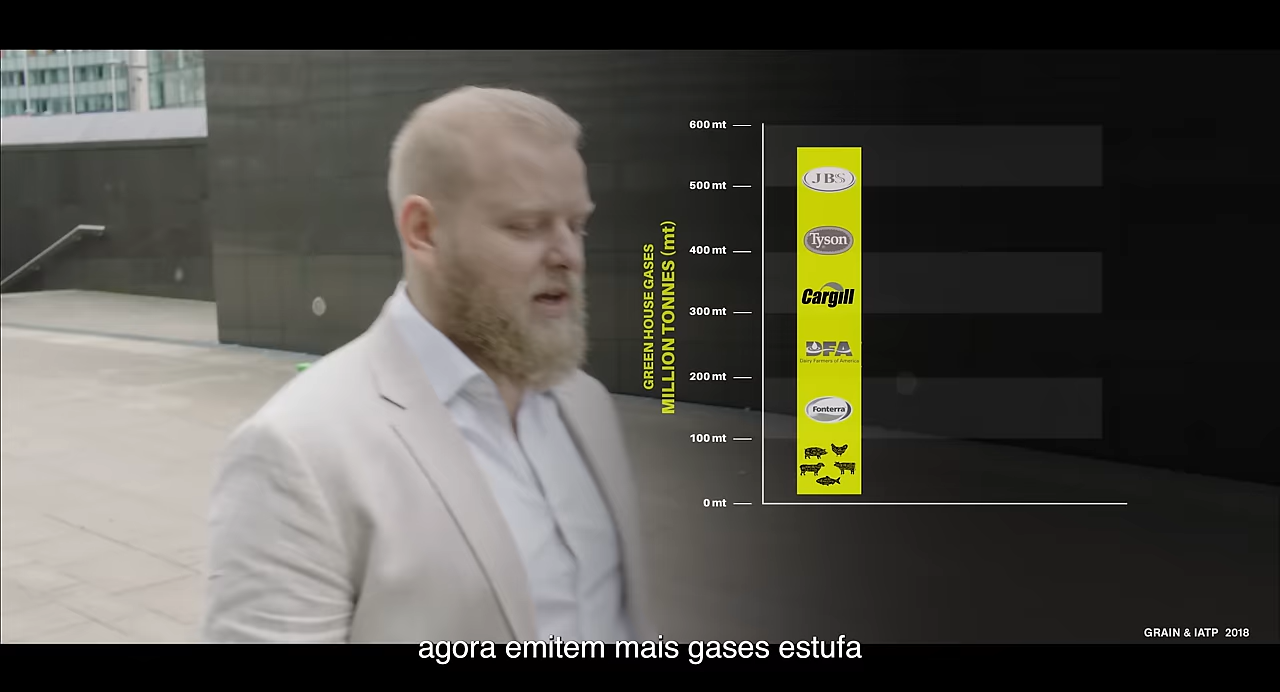 600 mt
500 mt
400 mt
300 mt
200 mt
100 mt
0 mt
GREEN HOUSE GASES
MILLION TONNES (mt)
JBS
Tyson
Cargill
DFA
Dairy Farmers of America
Fonterra
GRAIN & IATP 2018
agora emitem mais gases estufa